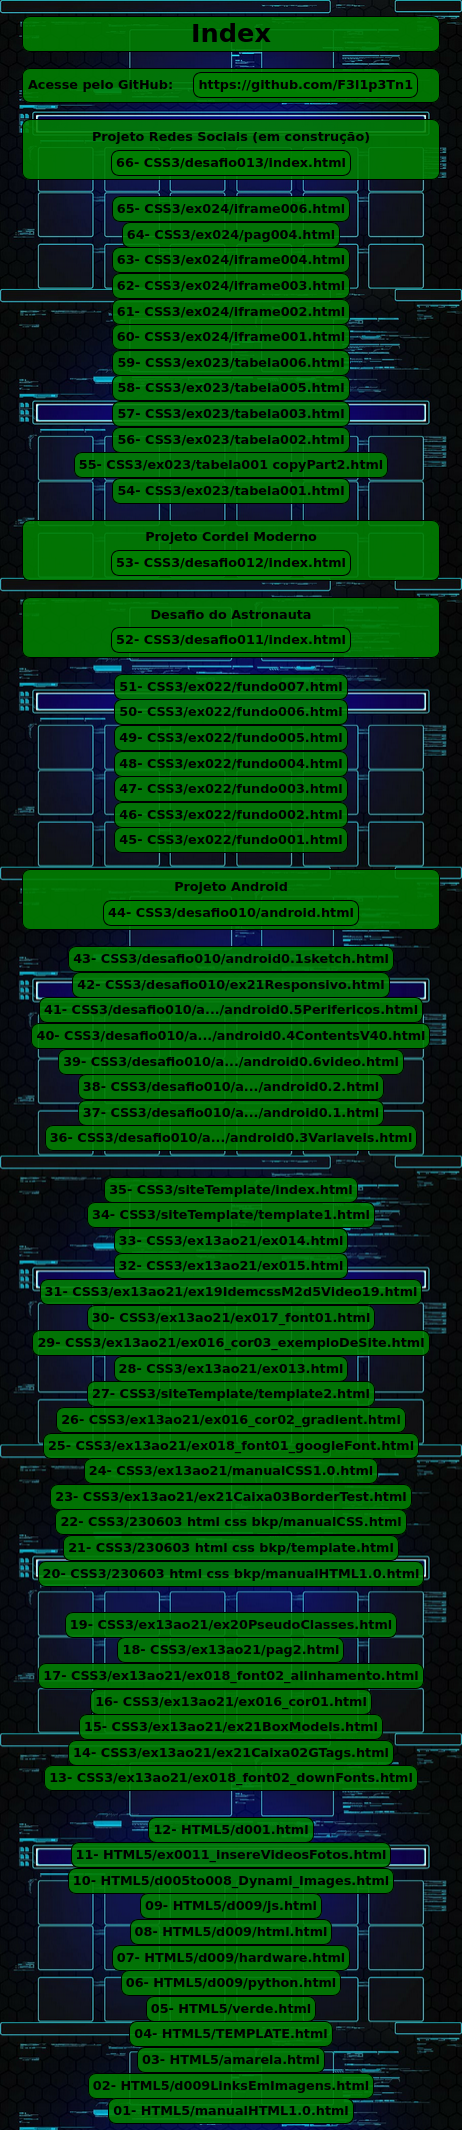 Index
Acesse pelo GitHub: https://github.com/F3l1p3Tn1
Projeto Redes Sociais (em construção)
66- CSS3/desafio013/index.html
65- CSS3/ex024/iframe006.html
64- CSS3/ex024/pag004.html
63- CSS3/ex024/iframe004.html
62- CSS3/ex024/iframe003.html
61- CSS3/ex024/iframe002.html
60- CSS3/ex024/iframe001.html
59- CSS3/ex023/tabela006.html
58- CSS3/ex023/tabela005.html
57- CSS3/ex023/tabela003.html
56- CSS3/ex023/tabela002.html
55- CSS3/ex023/tabela001 copyPart2.html
54- CSS3/ex023/tabela001.html
Projeto Cordel Moderno
53- CSS3/desafio012/index.html
Desafio do Astronauta
52- CSS3/desafio011/index.html
51- CSS3/ex022/fundo007.html
50- CSS3/ex022/fundo006.html
49- CSS3/ex022/fundo005.html
48- CSS3/ex022/fundo004.html
47- CSS3/ex022/fundo003.html
46- CSS3/ex022/fundo002.html
45- CSS3/ex022/fundo001.html
Projeto Android
44- CSS3/desafio010/android.html
43- CSS3/desafio010/android0.1sketch.html
42- CSS3/desafio010/ex21Responsivo.html
41- CSS3/desafio010/a.../android0.5Perifericos.html
40- CSS3/desafio010/a.../android0.4ContentsV40.html
39- CSS3/desafio010/a.../android0.6video.html
38- CSS3/desafio010/a.../android0.2.html
37- CSS3/desafio010/a.../android0.1.html
36- CSS3/desafio010/a.../android0.3Variaveis.html
35- CSS3/siteTemplate/index.html
34- CSS3/siteTemplate/template1.html
33- CSS3/ex13ao21/ex014.html
32- CSS3/ex13ao21/ex015.html
31- CSS3/ex13ao21/ex19IdemcssM2d5Video19.html
30- CSS3/ex13ao21/ex017_font01.html
29- CSS3/ex13ao21/ex016_cor03_exemploDeSite.html
28- CSS3/ex13ao21/ex013.html
27- CSS3/siteTemplate/template2.html
26- CSS3/ex13ao21/ex016_cor02_gradient.html
25- CSS3/ex13ao21/ex018_font01_googleFont.html
24- CSS3/ex13ao21/manualCSS1.0.html
23- CSS3/ex13ao21/ex21Caixa03BorderTest.html
22- CSS3/230603 html css bkp/manualCSS.html
21- CSS3/230603 html css bkp/template.html
20- CSS3/230603 html css bkp/manualHTML1.0.html
19- CSS3/ex13ao21/ex20PseudoClasses.html
18- CSS3/ex13ao21/pag2.html
17- CSS3/ex13ao21/ex018_font02_alinhamento.html
16- CSS3/ex13ao21/ex016_cor01.html
15- CSS3/ex13ao21/ex21BoxModels.html
14- CSS3/ex13ao21/ex21Caixa02GTags.html
13- CSS3/ex13ao21/ex018_font02_downFonts.html
12- HTML5/d001.html
11- HTML5/ex0011_InsereVideosFotos.html
10- HTML5/d005to008_Dynami_Images.html
09- HTML5/d009/js.html
08- HTML5/d009/html.html
07- HTML5/d009/hardware.html
06- HTML5/d009/python.html
05- HTML5/verde.html
04- HTML5/TEMPLATE.html
03- HTML5/amarela.html
02- HTML5/d009LinksEmImagens.html
01- HTML5/manualHTML1.0.html